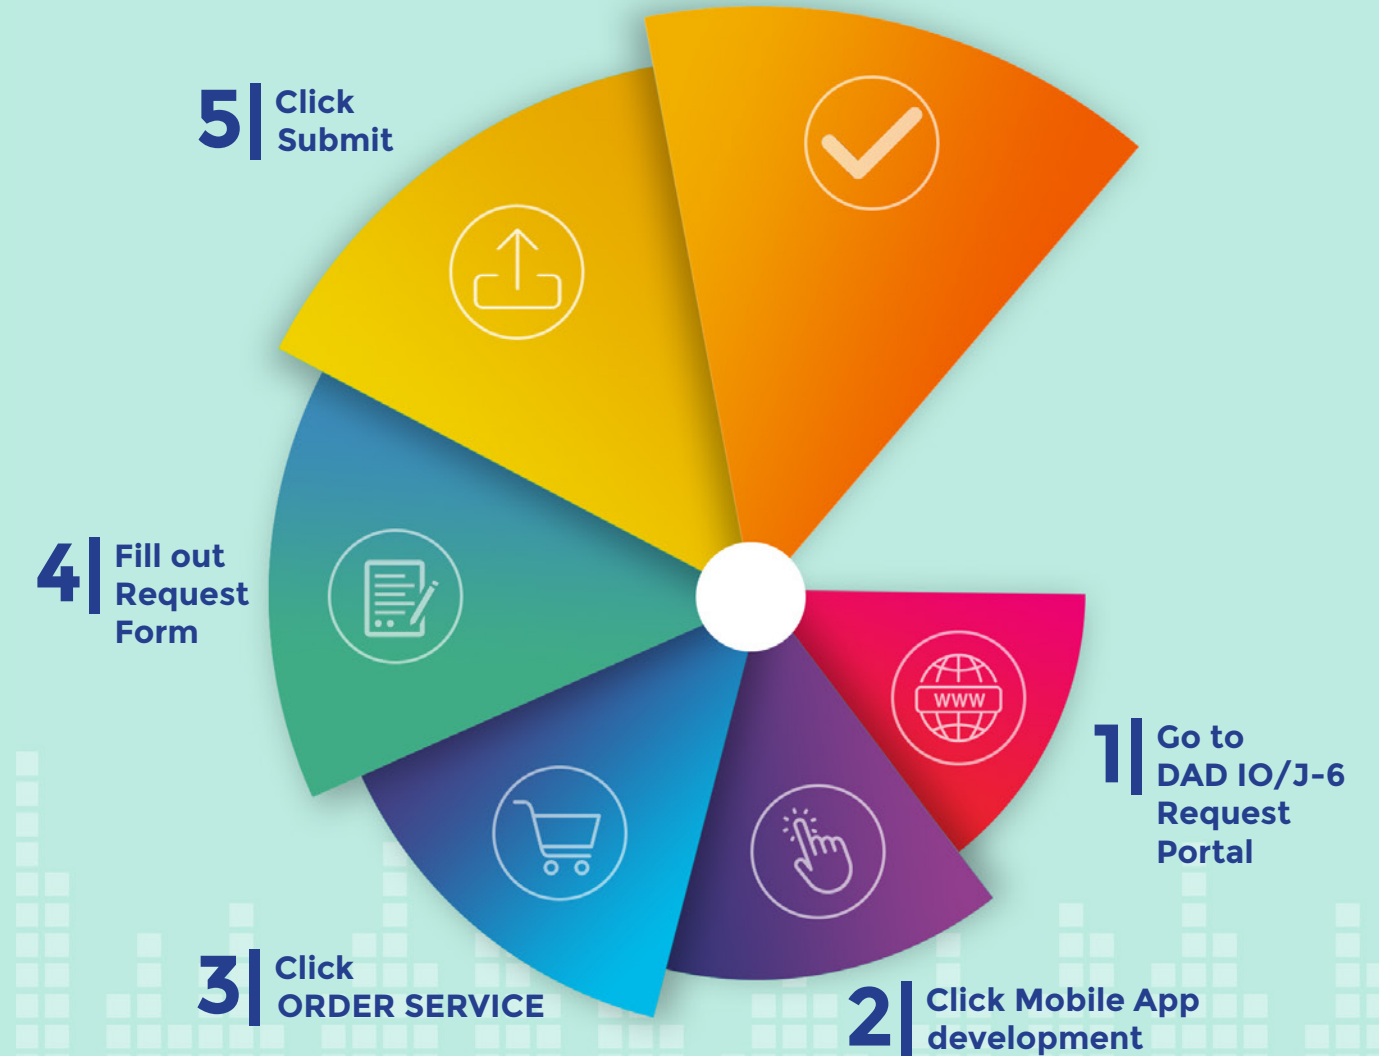 1
Go to
DAD IO/J-6
Request
Portal
WWW
2
Click Mobile App
development
3
Click
ORDER SERVICE
4
Fill out
Request
Form
5
Click
Submit